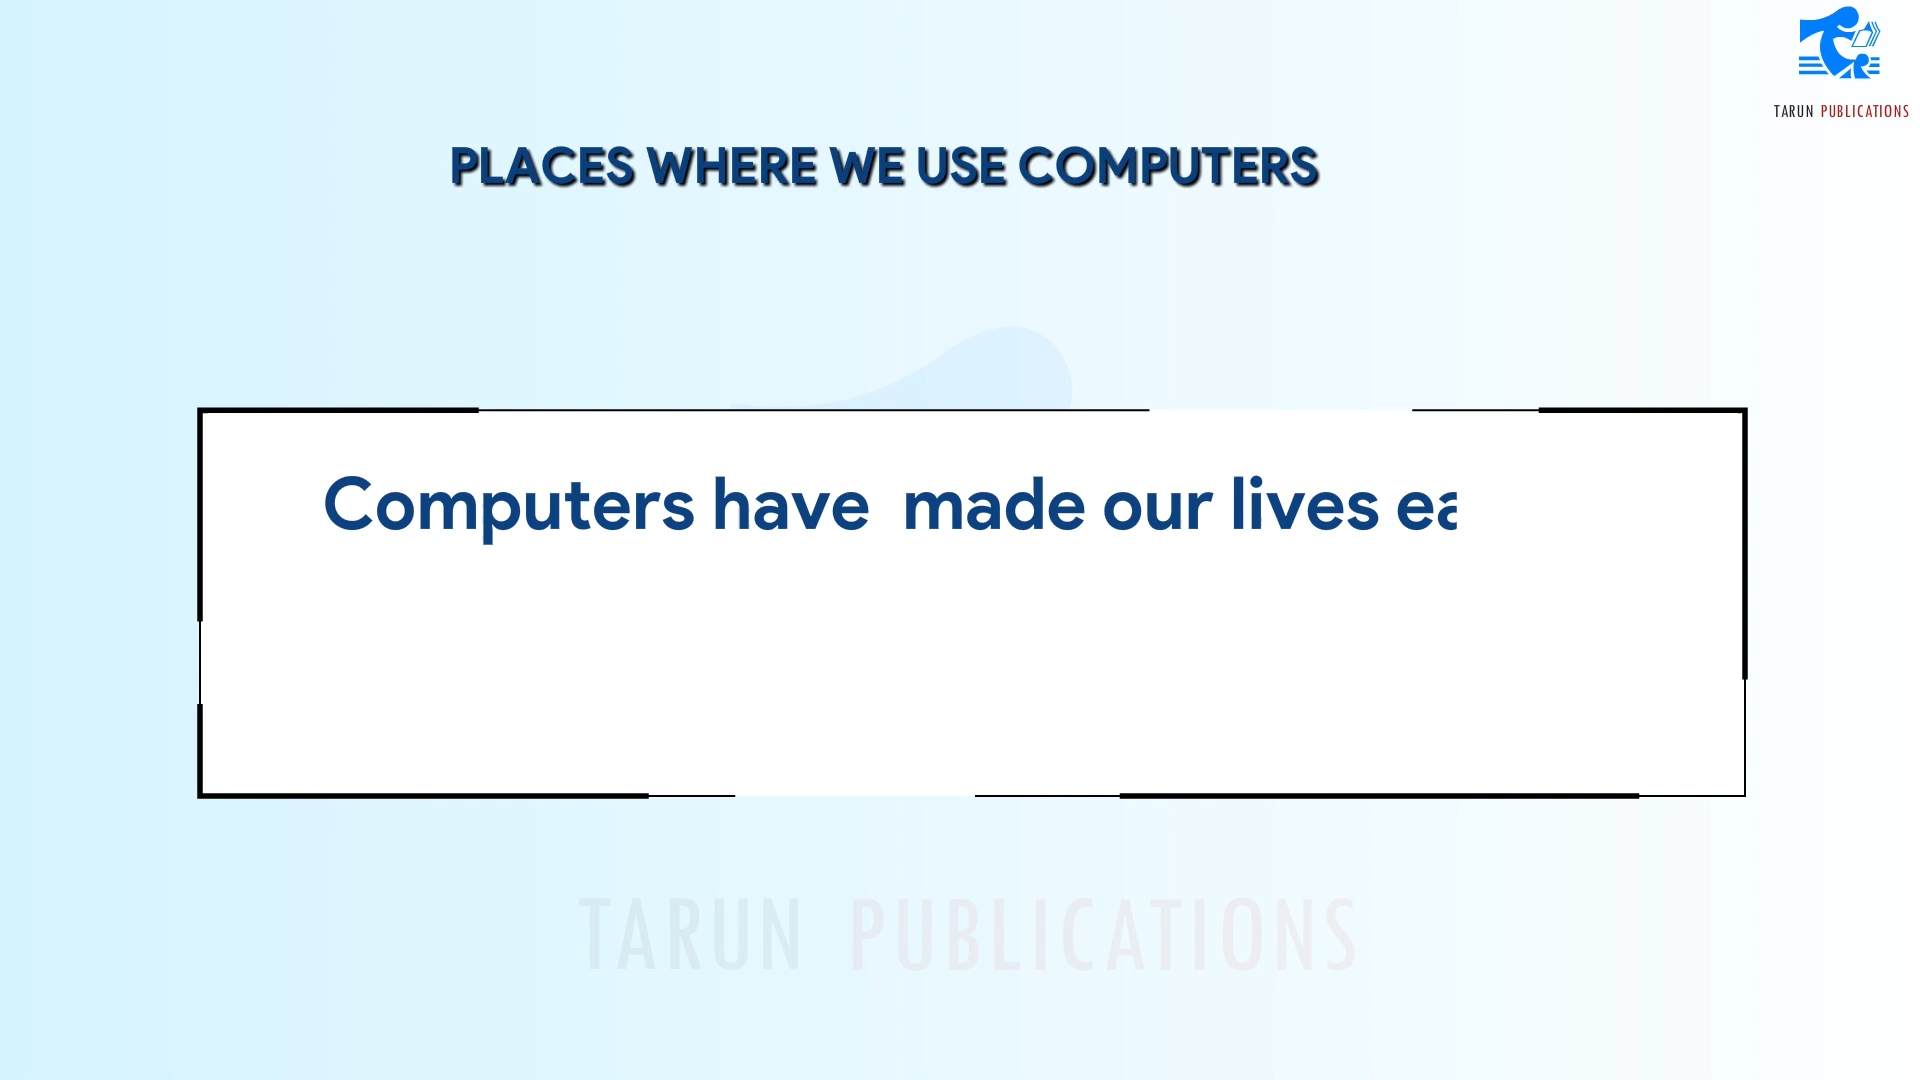 TARUN PUBLICATIONS
PLACES WHERE WE USE COMPUTERS
Computers have made our lives ea
TARUN PUBLICATIONS